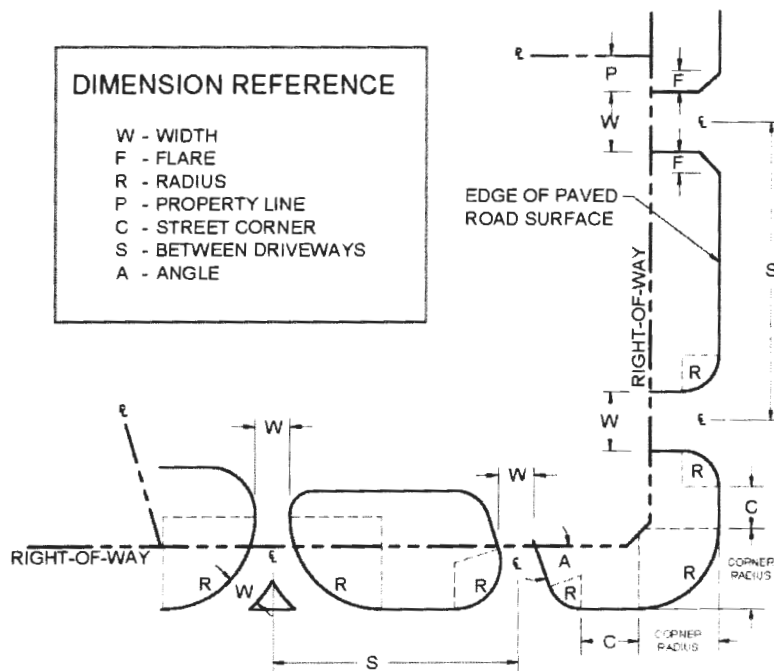 DIMENSION REFERENCE
W - WIDTH
F - FLARE
R - RADIUS
P - PROPERTY LINE
C - STREET CORNER
S - BETWEEN DRIVEWAYS
A - ANGLE
℄
P
F
W
℄
F
EDGE OF PAVED
ROAD SURFACE
S
RIGHT-OF-WAY
R
W
℄
R
C
℄
W
W
RIGHT-OF-WAY
℄
℄
A
R
W
R
R
R
R
CORNER
RADIUS
C
CORNER
RADIUS
S